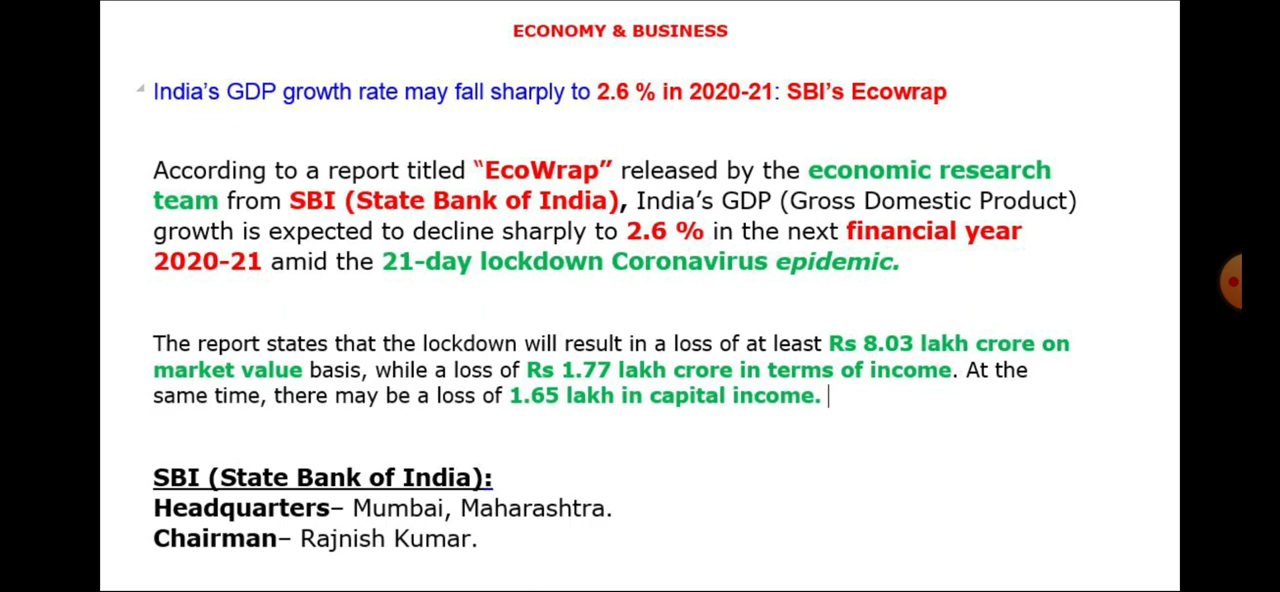 ECONOMY & BUSINESS
India’s GDP growth rate may fall sharply to 2.6 % in 2020-21: SBI’s Ecowrap
According to a report titled “EcoWrap” released by the economic research
team from SBI (State Bank of India), India’s GDP (Gross Domestic Product)
growth is expected to decline sharply to 2.6 % in the next financial year
2020-21 amid the 21-day lockdown Coronavirus epidemic.
The report states that the lockdown will result in a loss of at least Rs 8.03 lakh crore on
market value basis, while a loss of Rs 1.77 lakh crore in terms of income. At the
same time, there may be a loss of 1.65 lakh in capital income.
SBI (State Bank of India):
Headquarters– Mumbai, Maharashtra.
Chairman– Rajnish Kumar.